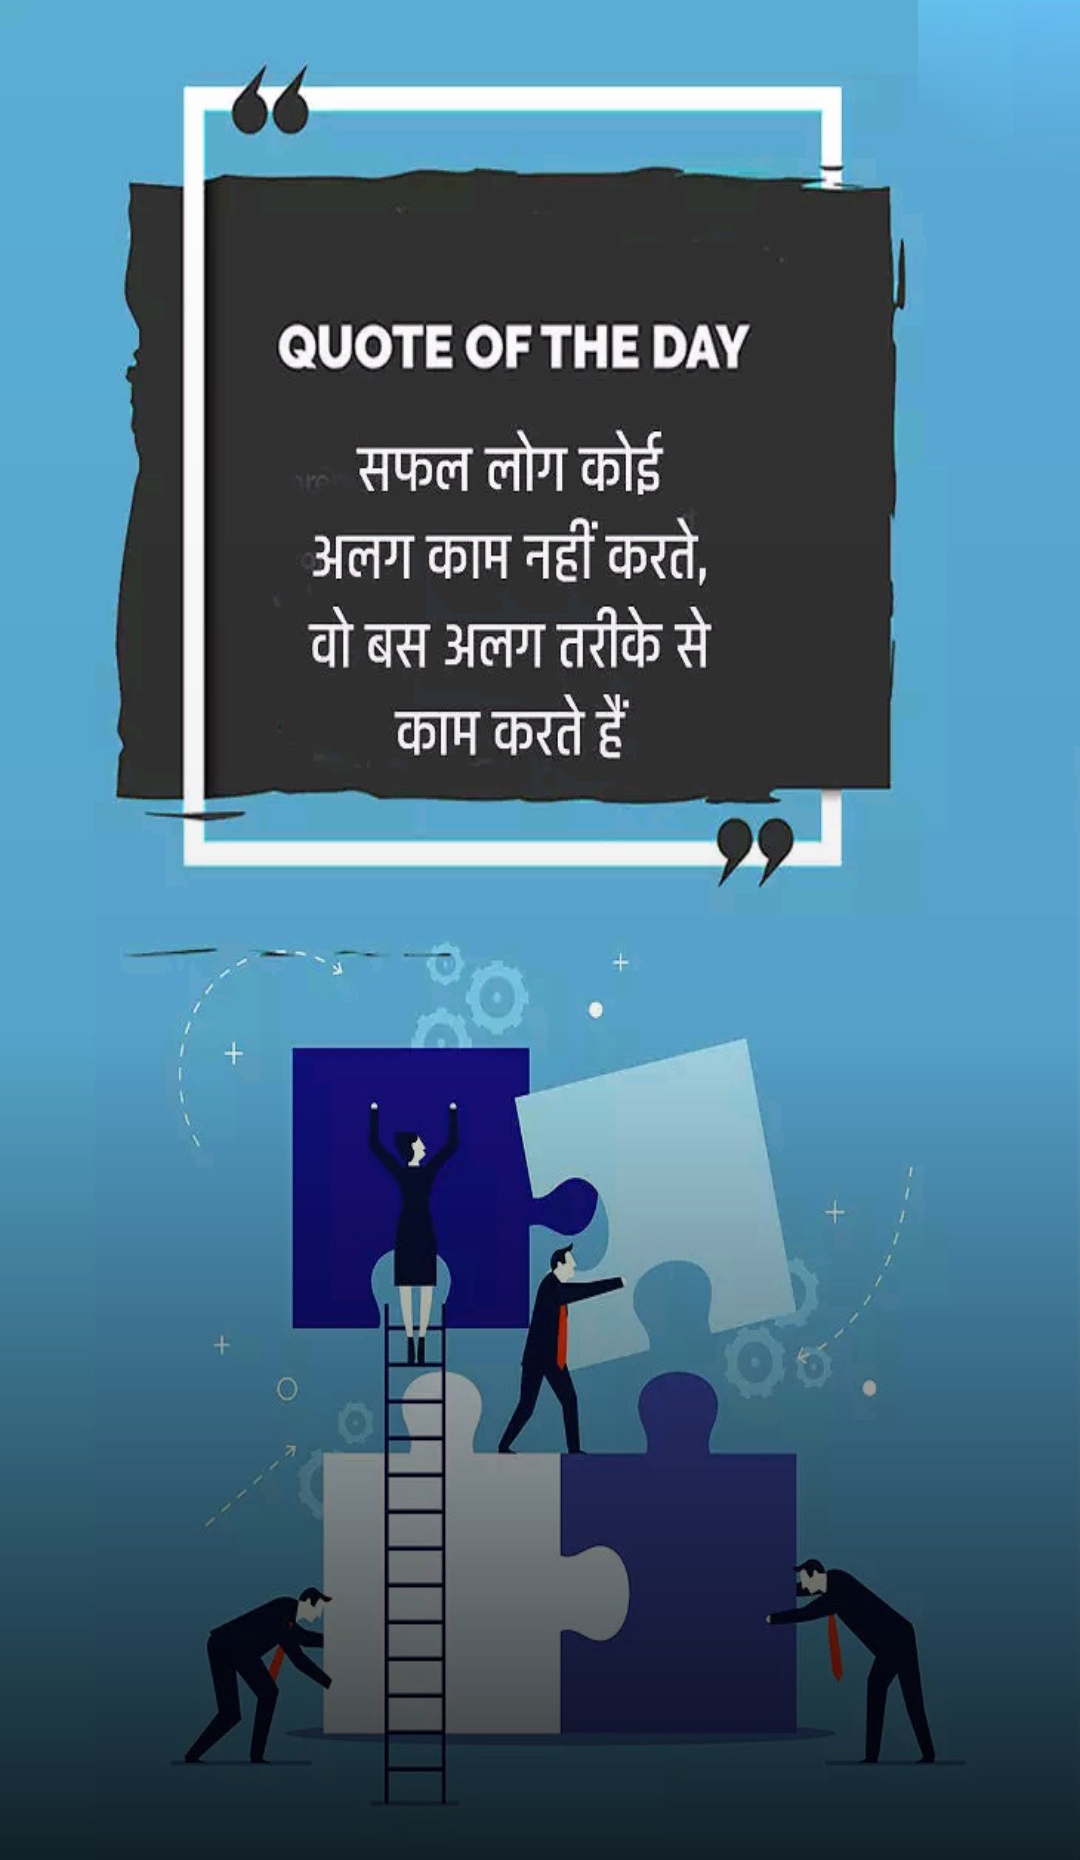 QUOTE OF THE DAY
सफल लोग कोई
अलग काम नहीं करते,
वो बस अलग तरीके से
काम करते हैं